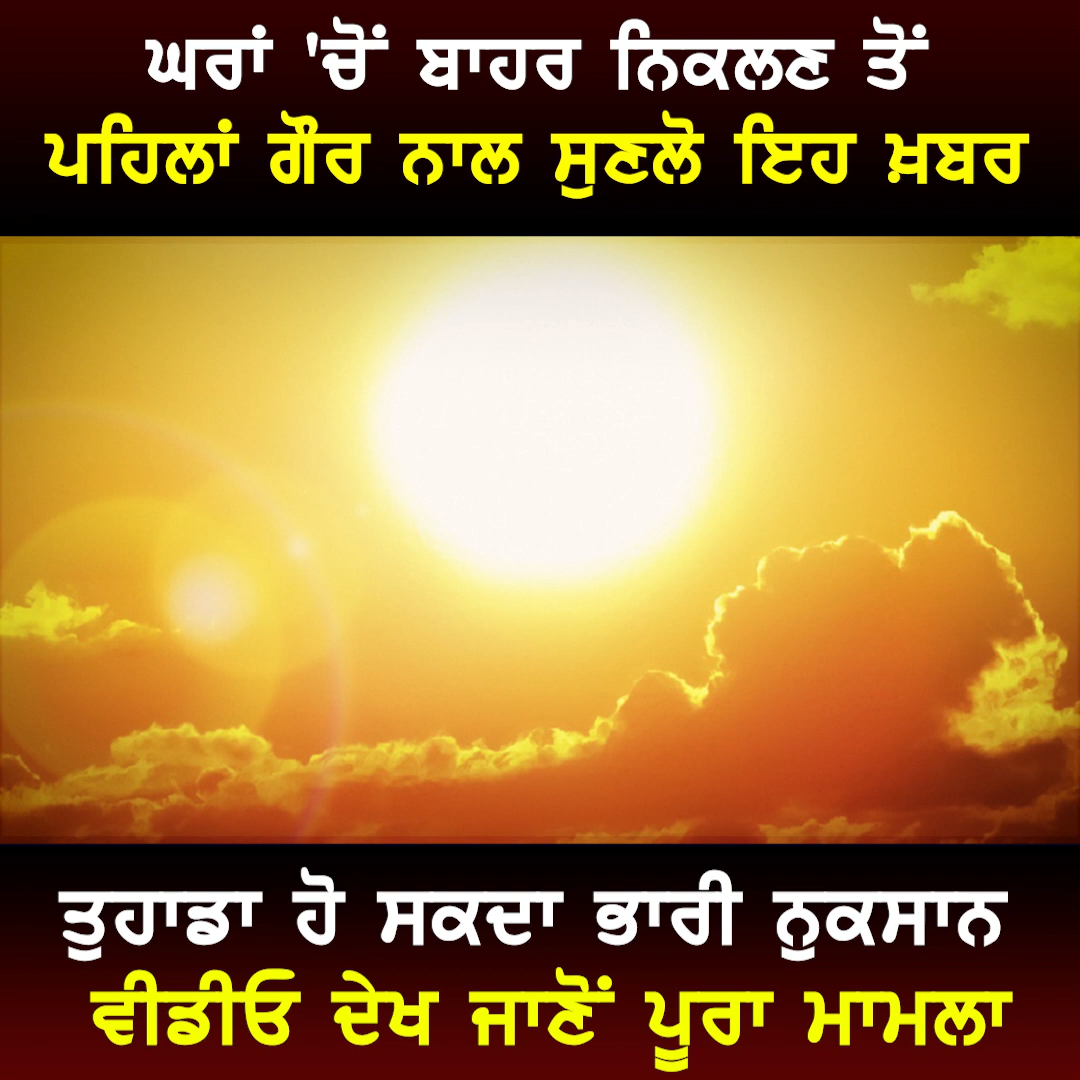 ਘਰਾਂ 'ਚੋਂ ਬਾਹਰ ਨਿਕਲਣ ਤੋਂ
ਪਹਿਲਾਂ ਗੌਰ ਨਾਲ ਸੁਣਲੋ ਇਹ ਖ਼ਬਰ
ਤੁਹਾਡਾ ਹੋ ਸਕਦਾ ਭਾਰੀ ਨੁਕਸਾਨ
ਵੀਡੀਓ ਦੇਖ ਜਾਣੋਂ ਪੂਰਾ ਮਾਮਲਾ